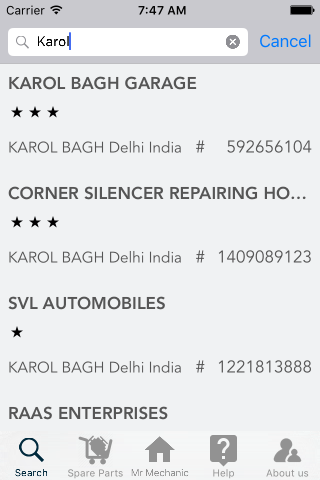 Carrier 7:47 AM
Karol Cancel
KAROL BAGH GARAGE
★ ★ ★
KAROL BAGH Delhi India # 592656104
CORNER SILENCER REPAIRING HO...
★ ★ ★
KAROL BAGH Delhi India # 1409089123
SVL AUTOMOBILES
★
KAROL BAGH Delhi India # 1221813888
RAAS ENTERPRISES
Search Spare Parts Mr Mechanic Help About us